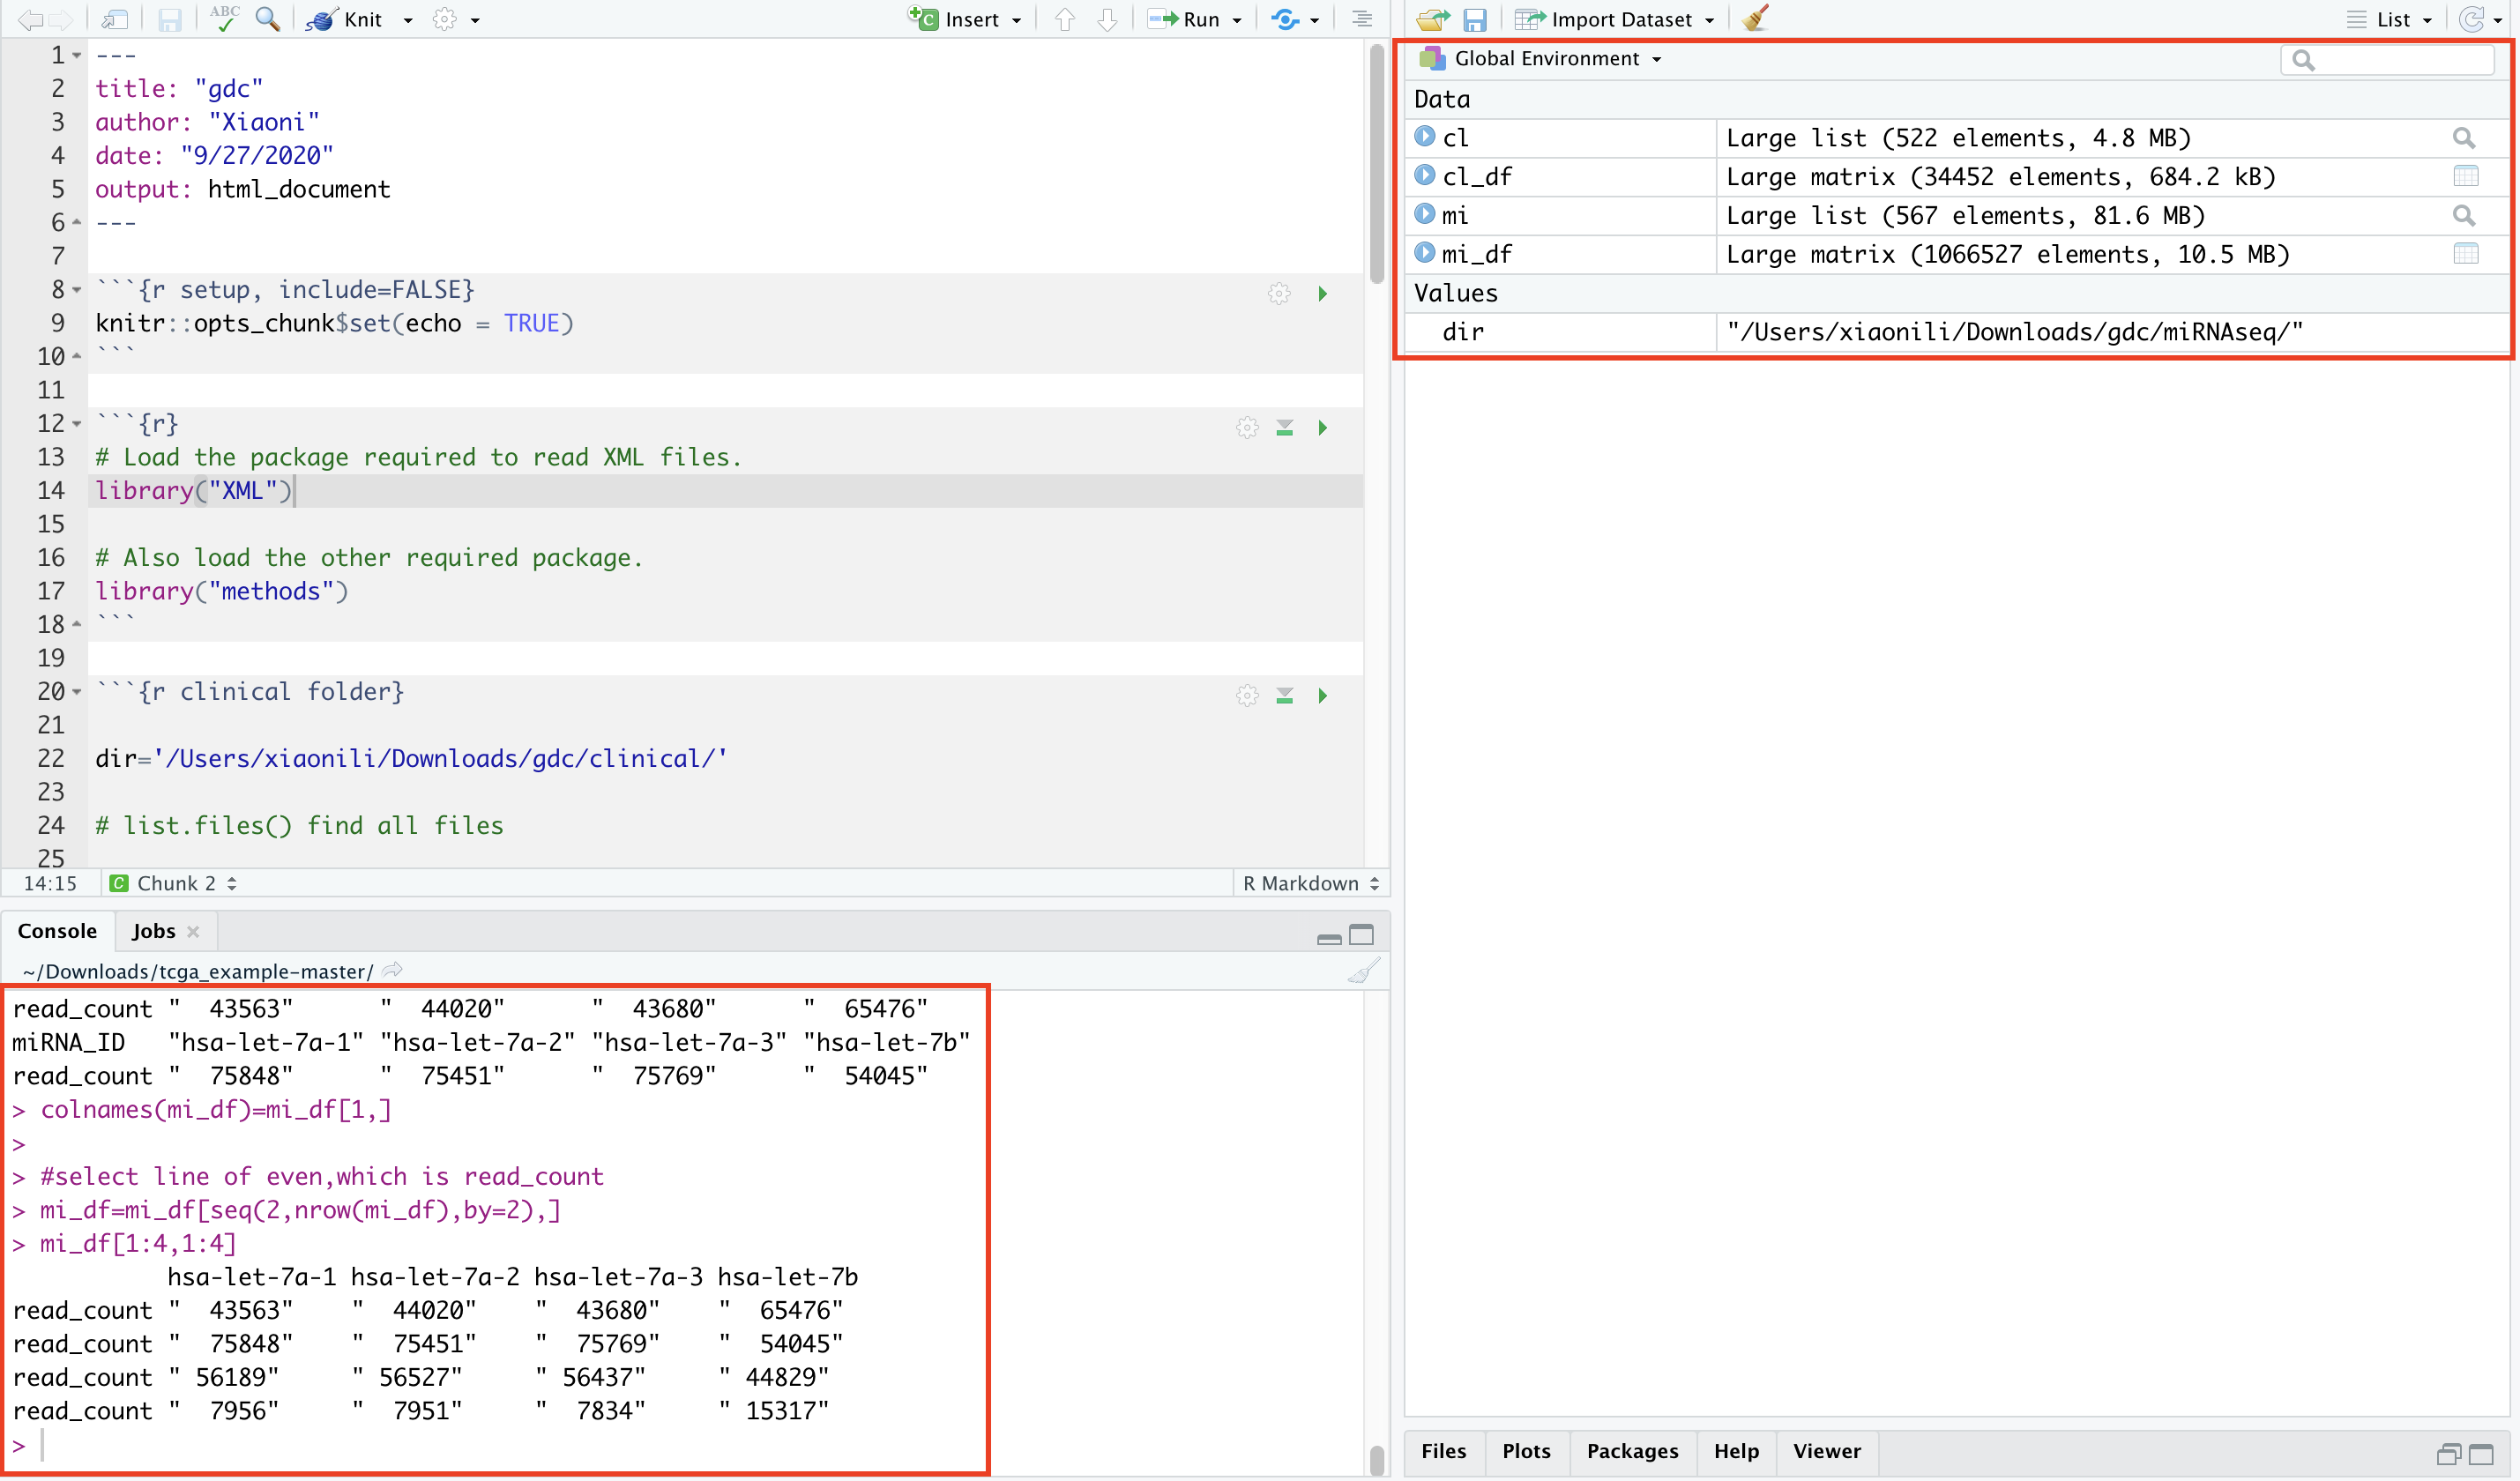 ABC Knit Insert Run
1 ---
2 title: "gdc"
3 author: "Xiaoni"
4 date: "9/27/2020"
5 output: html_document
6 ---
7
8 ```{r setup, include=FALSE}
9 knitr::opts_chunk$set(echo = TRUE)
10 ```
11
12 ```{r}
13 # Load the package required to read XML files.
14 library("XML")
15
16 # Also load the other required package.
17 library("methods")
18 ```
19
20 ```{r clinical folder}
21
22 dir='/Users/xiaonili/Downloads/gdc/clinical/'
23
24 # list.files() find all files
25
14:15 C Chunk 2 R Markdown
Console Jobs
~/Downloads/tcga_example-master/
read_count "  43563"      "  44020"      "  43680"      "  65476"
miRNA_ID   "hsa-let-7a-1" "hsa-let-7a-2" "hsa-let-7a-3" "hsa-let-7b"
read_count "  75848"      "  75451"      "  75769"      "  54045"
> colnames(mi_df)=mi_df[1,]
>
> #select line of even,which is read_count
> mi_df=mi_df[seq(2,nrow(mi_df),by=2),]
> mi_df[1:4,1:4]
           hsa-let-7a-1 hsa-let-7a-2 hsa-let-7a-3 hsa-let-7b
read_count "  43563"    "  44020"    "  43680"    "  65476"
read_count "  75848"    "  75451"    "  75769"    "  54045"
read_count " 56189"     " 56527"     " 56437"     " 44829"
read_count "  7956"     "  7951"     "  7834"     " 15317"
>
Import Dataset List
Global Environment
Data
cl Large list (522 elements, 4.8 MB)
cl_df Large matrix (34452 elements, 684.2 kB)
mi Large list (567 elements, 81.6 MB)
mi_df Large matrix (1066527 elements, 10.5 MB)
Values
dir "/Users/xiaonili/Downloads/gdc/miRNAseq/"
Files Plots Packages Help Viewer